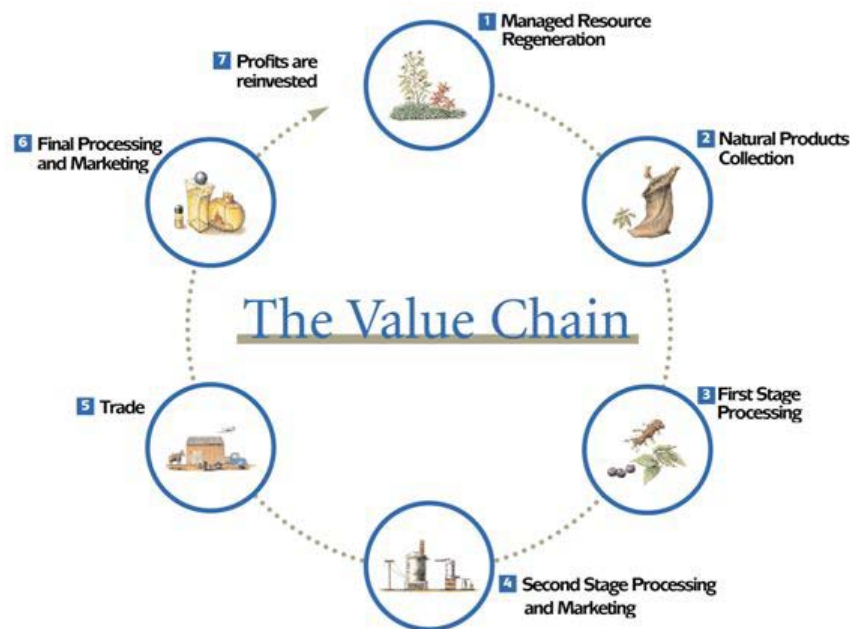 1 Managed Resource
Regeneration
7 Profits are
reinvested
2 Natural Products
Collection
6 Final Processing
and Marketing
The Value Chain
3 First Stage
Processing
5 Trade
4 Second Stage Processing
and Marketing